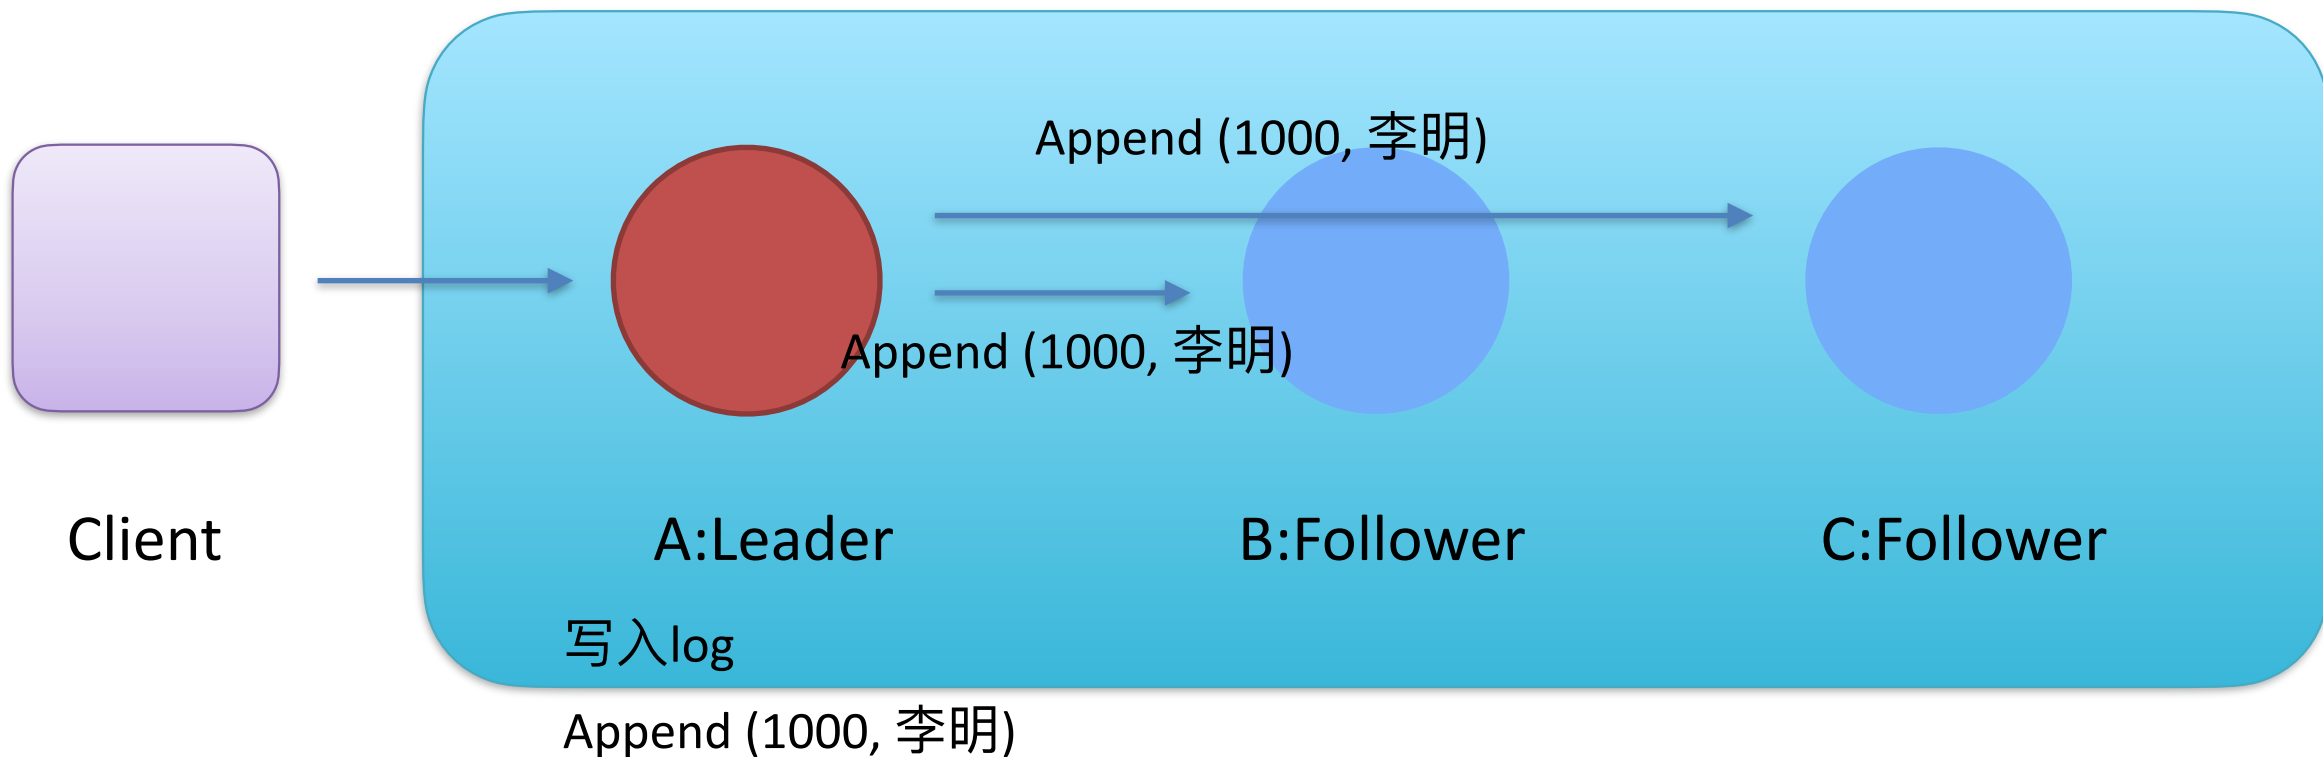 Append (1000, 李明)
Append (1000, 李明)
Client
A:Leader
B:Follower
C:Follower
写入log
Append (1000, 李明)